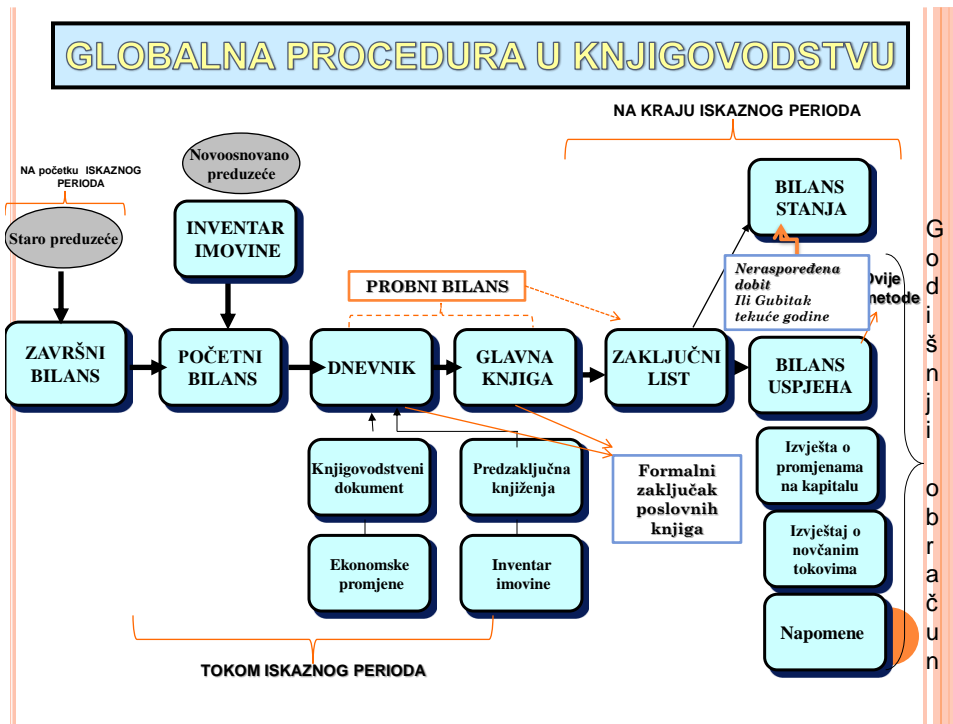 GLOBALNA PROCEDURA U KNJIGOVODSTVU
NA KRAJU ISKAZNOG PERIODA
NA početku ISKAZNOG
PERIODA
Novoosnovano
preduzeće
Staro preduzeće
INVENTAR
IMOVINE
BILANS
STANJA
PROBNI BILANS
Neraspoređena
dobit
Ili Gubitak
tekuće godine
Dvije
metode
ZAVRŠNI
BILANS
POČETNI
BILANS
DNEVNIK
GLAVNA
KNJIGA
ZAKLJUČNI
LIST
BILANS
USPJEHA
Knjigovodstveni
dokument
Predzaključna
knjiženja
Formalni
zaključak
poslovnih
knjiga
Izvješta o
promjenama
na kapitalu
Ekonomske
promjene
Inventar
imovine
Izvještaj o
novčanim
tokovima
Napomene
TOKOM ISKAZNOG PERIODA
Godišnji obračun